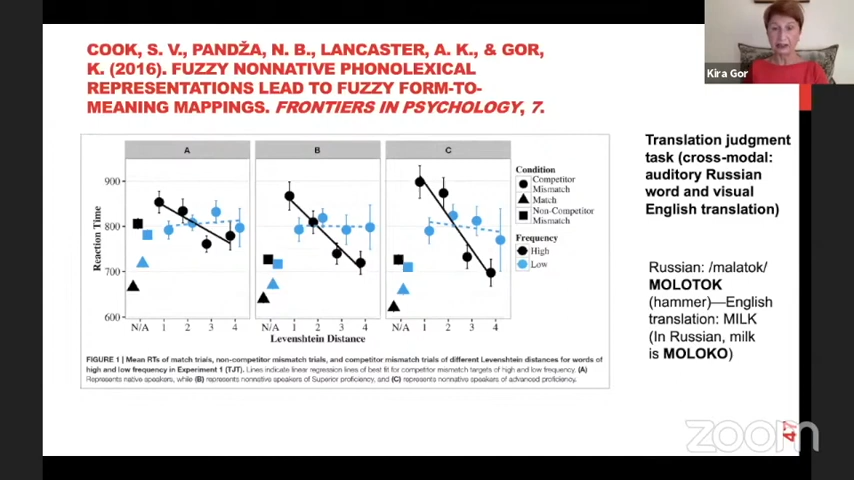 COOK, S. V., PANDŽA, N. B., LANCASTER, A. K., & GOR,
K. (2016). FUZZY NONNATIVE PHONOLEXICAL
REPRESENTATIONS LEAD TO FUZZY FORM-TO-
MEANING MAPPINGS. FRONTIERS IN PSYCHOLOGY, 7.
Kira Gor
A
B
C
Reaction Time
900
800
700
600
N/A 1 2 3 4
N/A 1 2 3 4
N/A 1 2 3 4
Levenshtein Distance
Condition
Competitor
Mismatch
Match
Non-Competitor
Mismatch
Frequency
High
Low
FIGURE 1 | Mean RTs of match trials, non-competitor mismatch trials, and competitor mismatch trials of different Levenshtein distances for words of
high and low frequency in Experiment 1 (TJT). Lines indicate linear regression lines of best fit for competitor mismatch targets of high and low frequency. (A)
Represents native speakers, while (B) represents nonnative speakers of Superior proficiency, and (C) represents nonnative speakers of advanced proficiency.
Translation judgment
task (cross-modal:
auditory Russian
word and visual
English translation)
Russian: /malatok/
MOLOTOK
(hammer)—English
translation: MILK
(In Russian, milk
is MOLOKO)
zoom
47